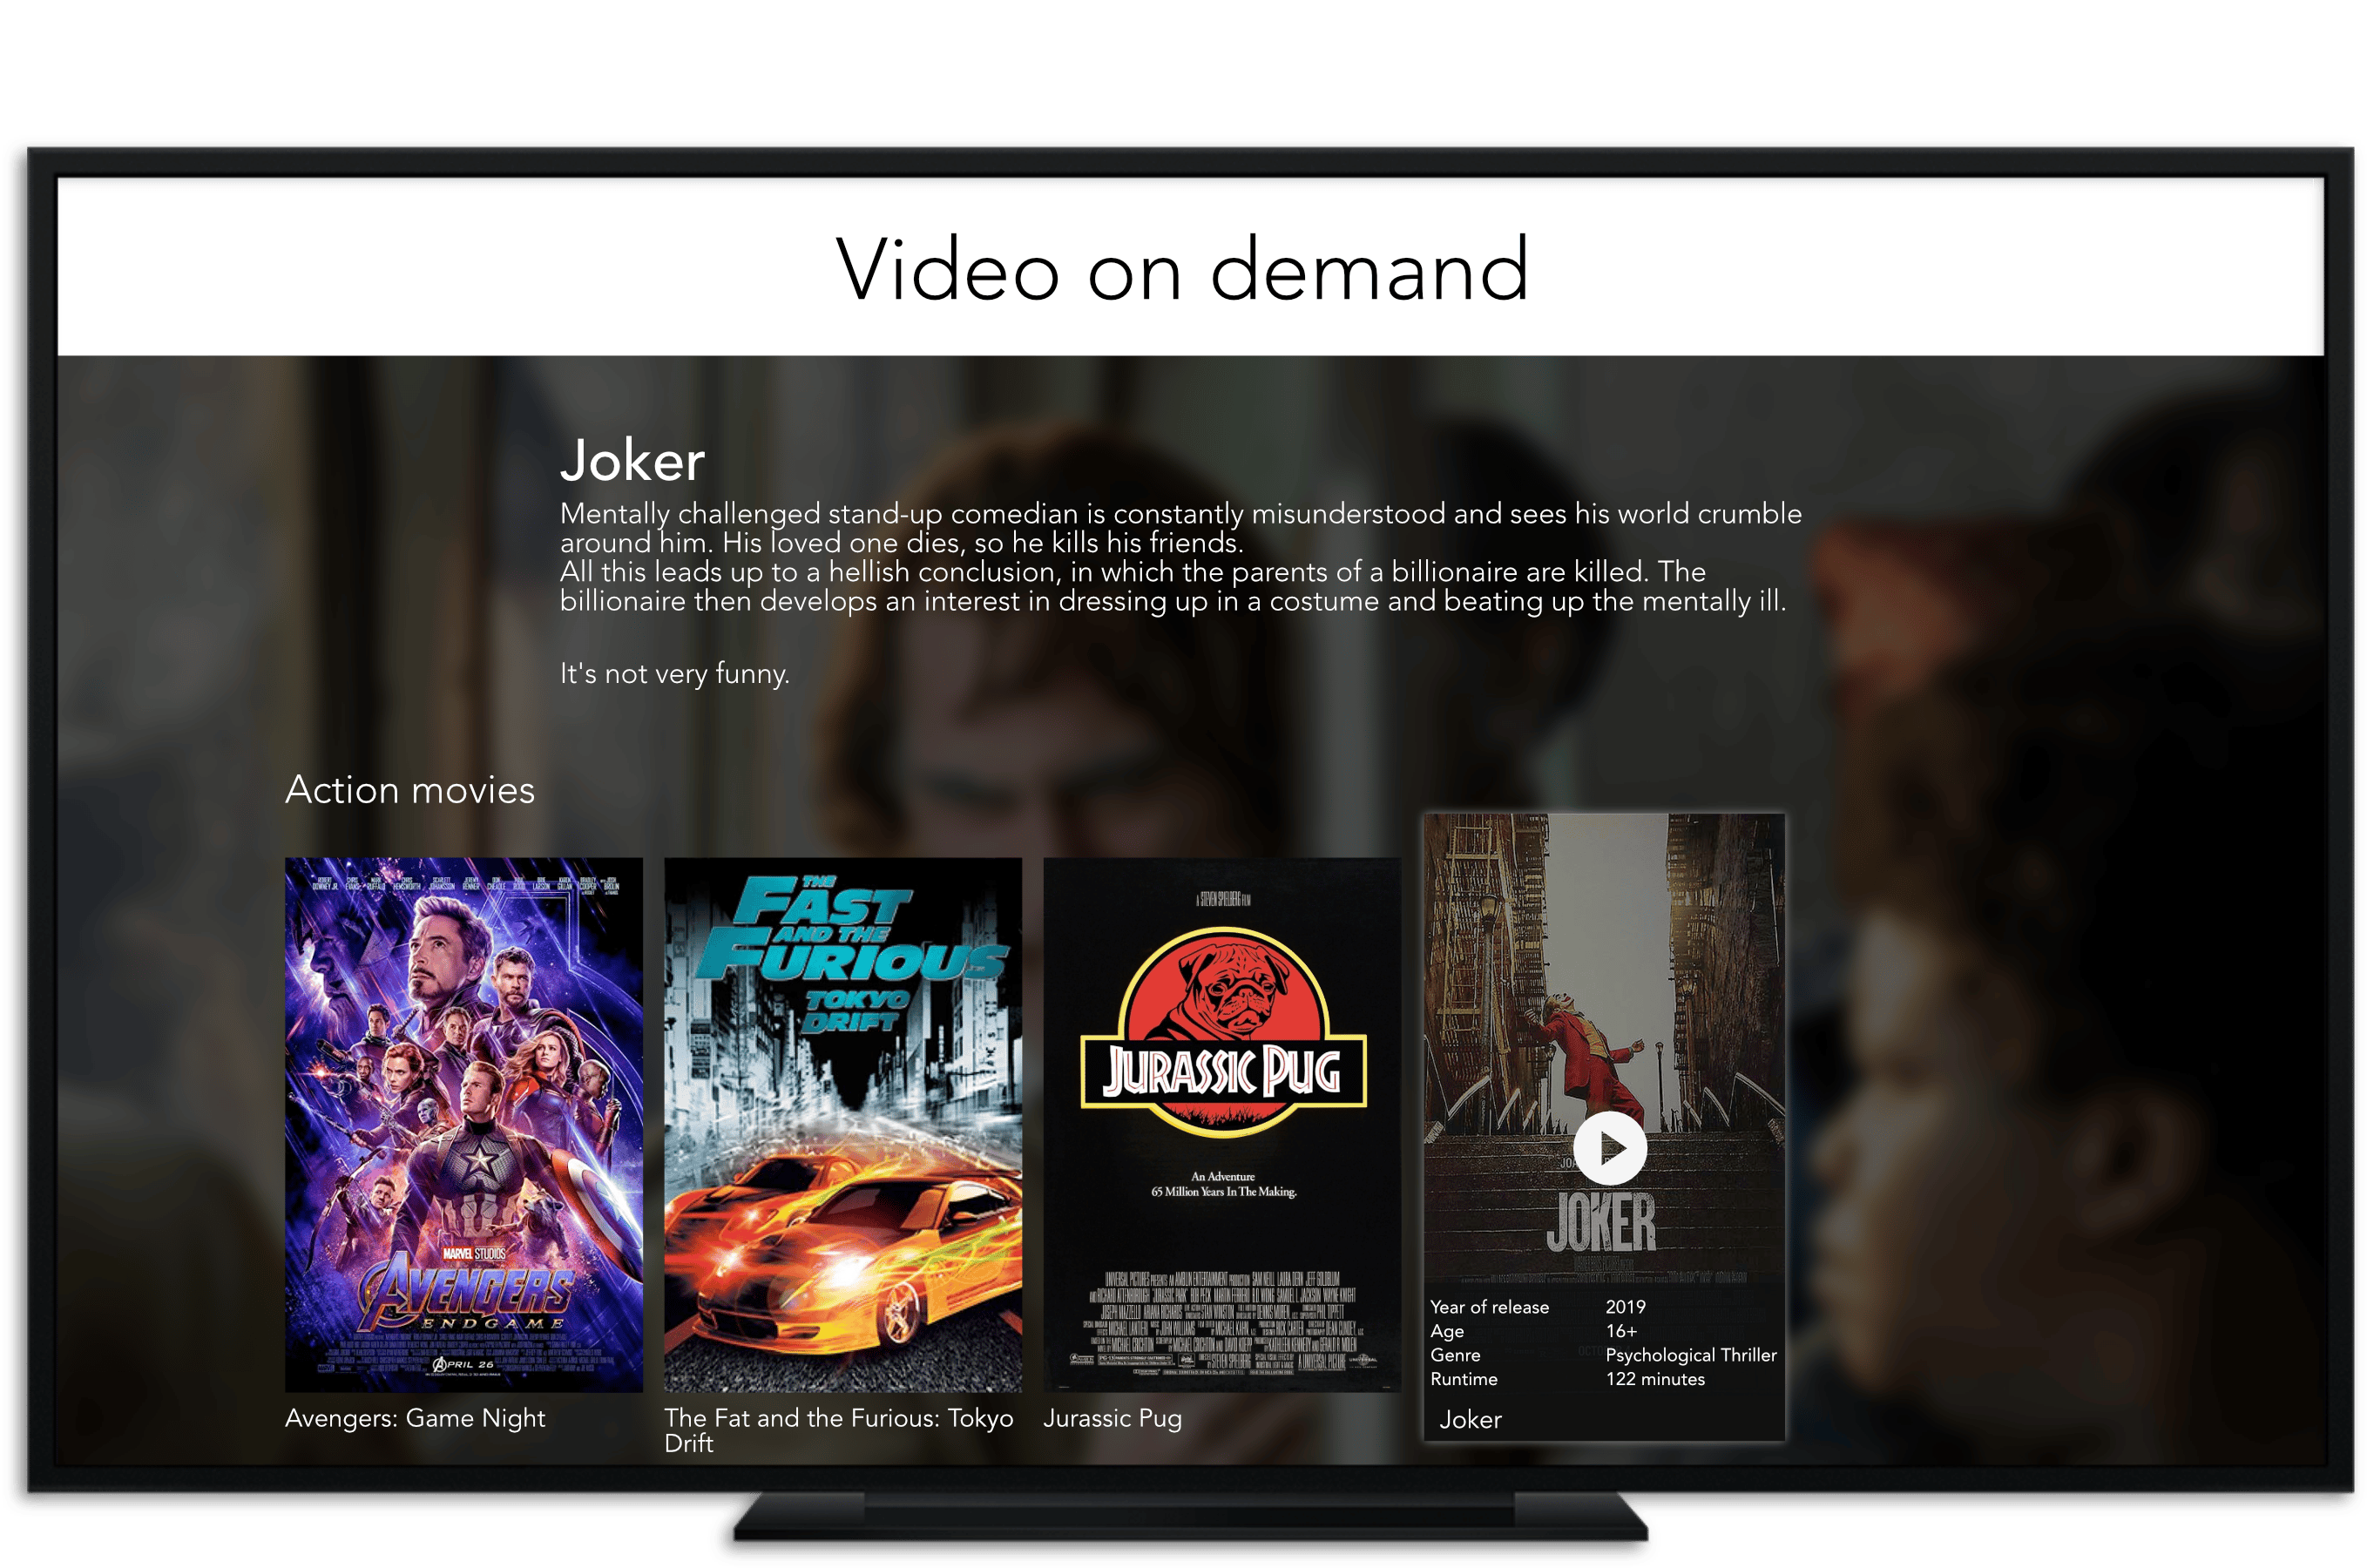 Video on demand
Joker
Mentally challenged stand-up comedian is constantly misunderstood and sees his world crumble
around him. His loved one dies, so he kills his friends.
All this leads up to a hellish conclusion, in which the parents of a billionaire are killed. The
billionaire then develops an interest in dressing up in a costume and beating up the mentally ill.
It's not very funny.
Action movies
MARVEL STUDIOS
AVENGERS
ENDGAME
APRIL 26
Avengers: Game Night
THE
FAST
AND THE
FURIOUS
TOKYO
DRIFT
The Fat and the Furious: Tokyo
Drift
A STEVEN SPIELBERG FILM
JURASSIC PUG
An Adventure
65 Million Years In The Making.
Jurassic Pug
JOKER
Year of release 2019
Age 16+
Genre Psychological Thriller
Runtime 122 minutes
Joker